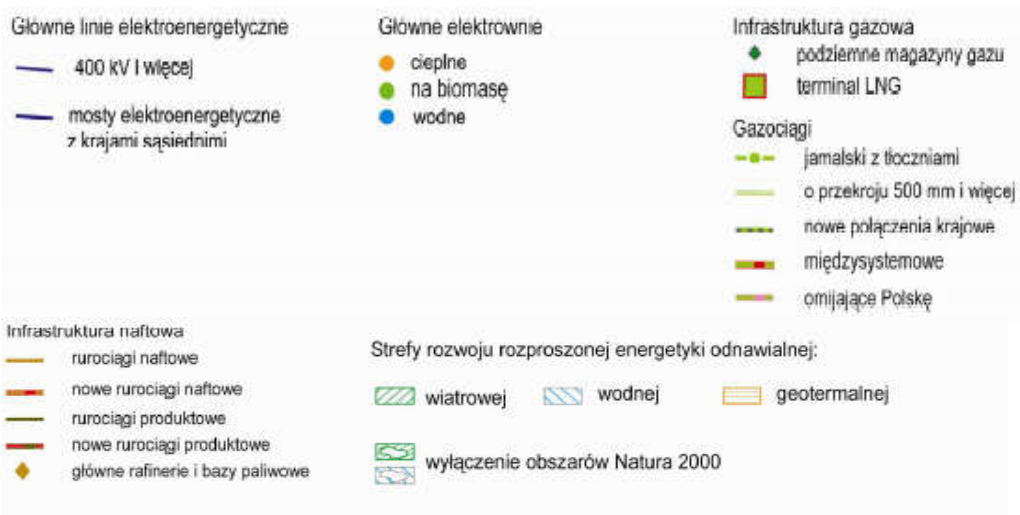 Główne linie elektroenergetyczne
400 kV i więcej
mosty elektroenergetyczne
z krajami sąsiednimi
Główne elektrownie
cieplne
na biomasę
wodne
Infrastruktura gazowa
podziemne magazyny gazu
terminal LNG
Gazociągi
jamalski z tłoczniami
o przekroju 500 mm i więcej
nowe połączenia krajowe
międzysystemowe
omijające Polskę
Infrastruktura naftowa
rurociągi naftowe
nowe rurociągi naftowe
rurociągi produktowe
nowe rurociągi produktowe
główne rafinerie i bazy paliwowe
Strefy rozwoju rozproszonej energetyki odnawialnej:
wiatrowej
wodnej
geotermalnej
wyłączenie obszarów Natura 2000